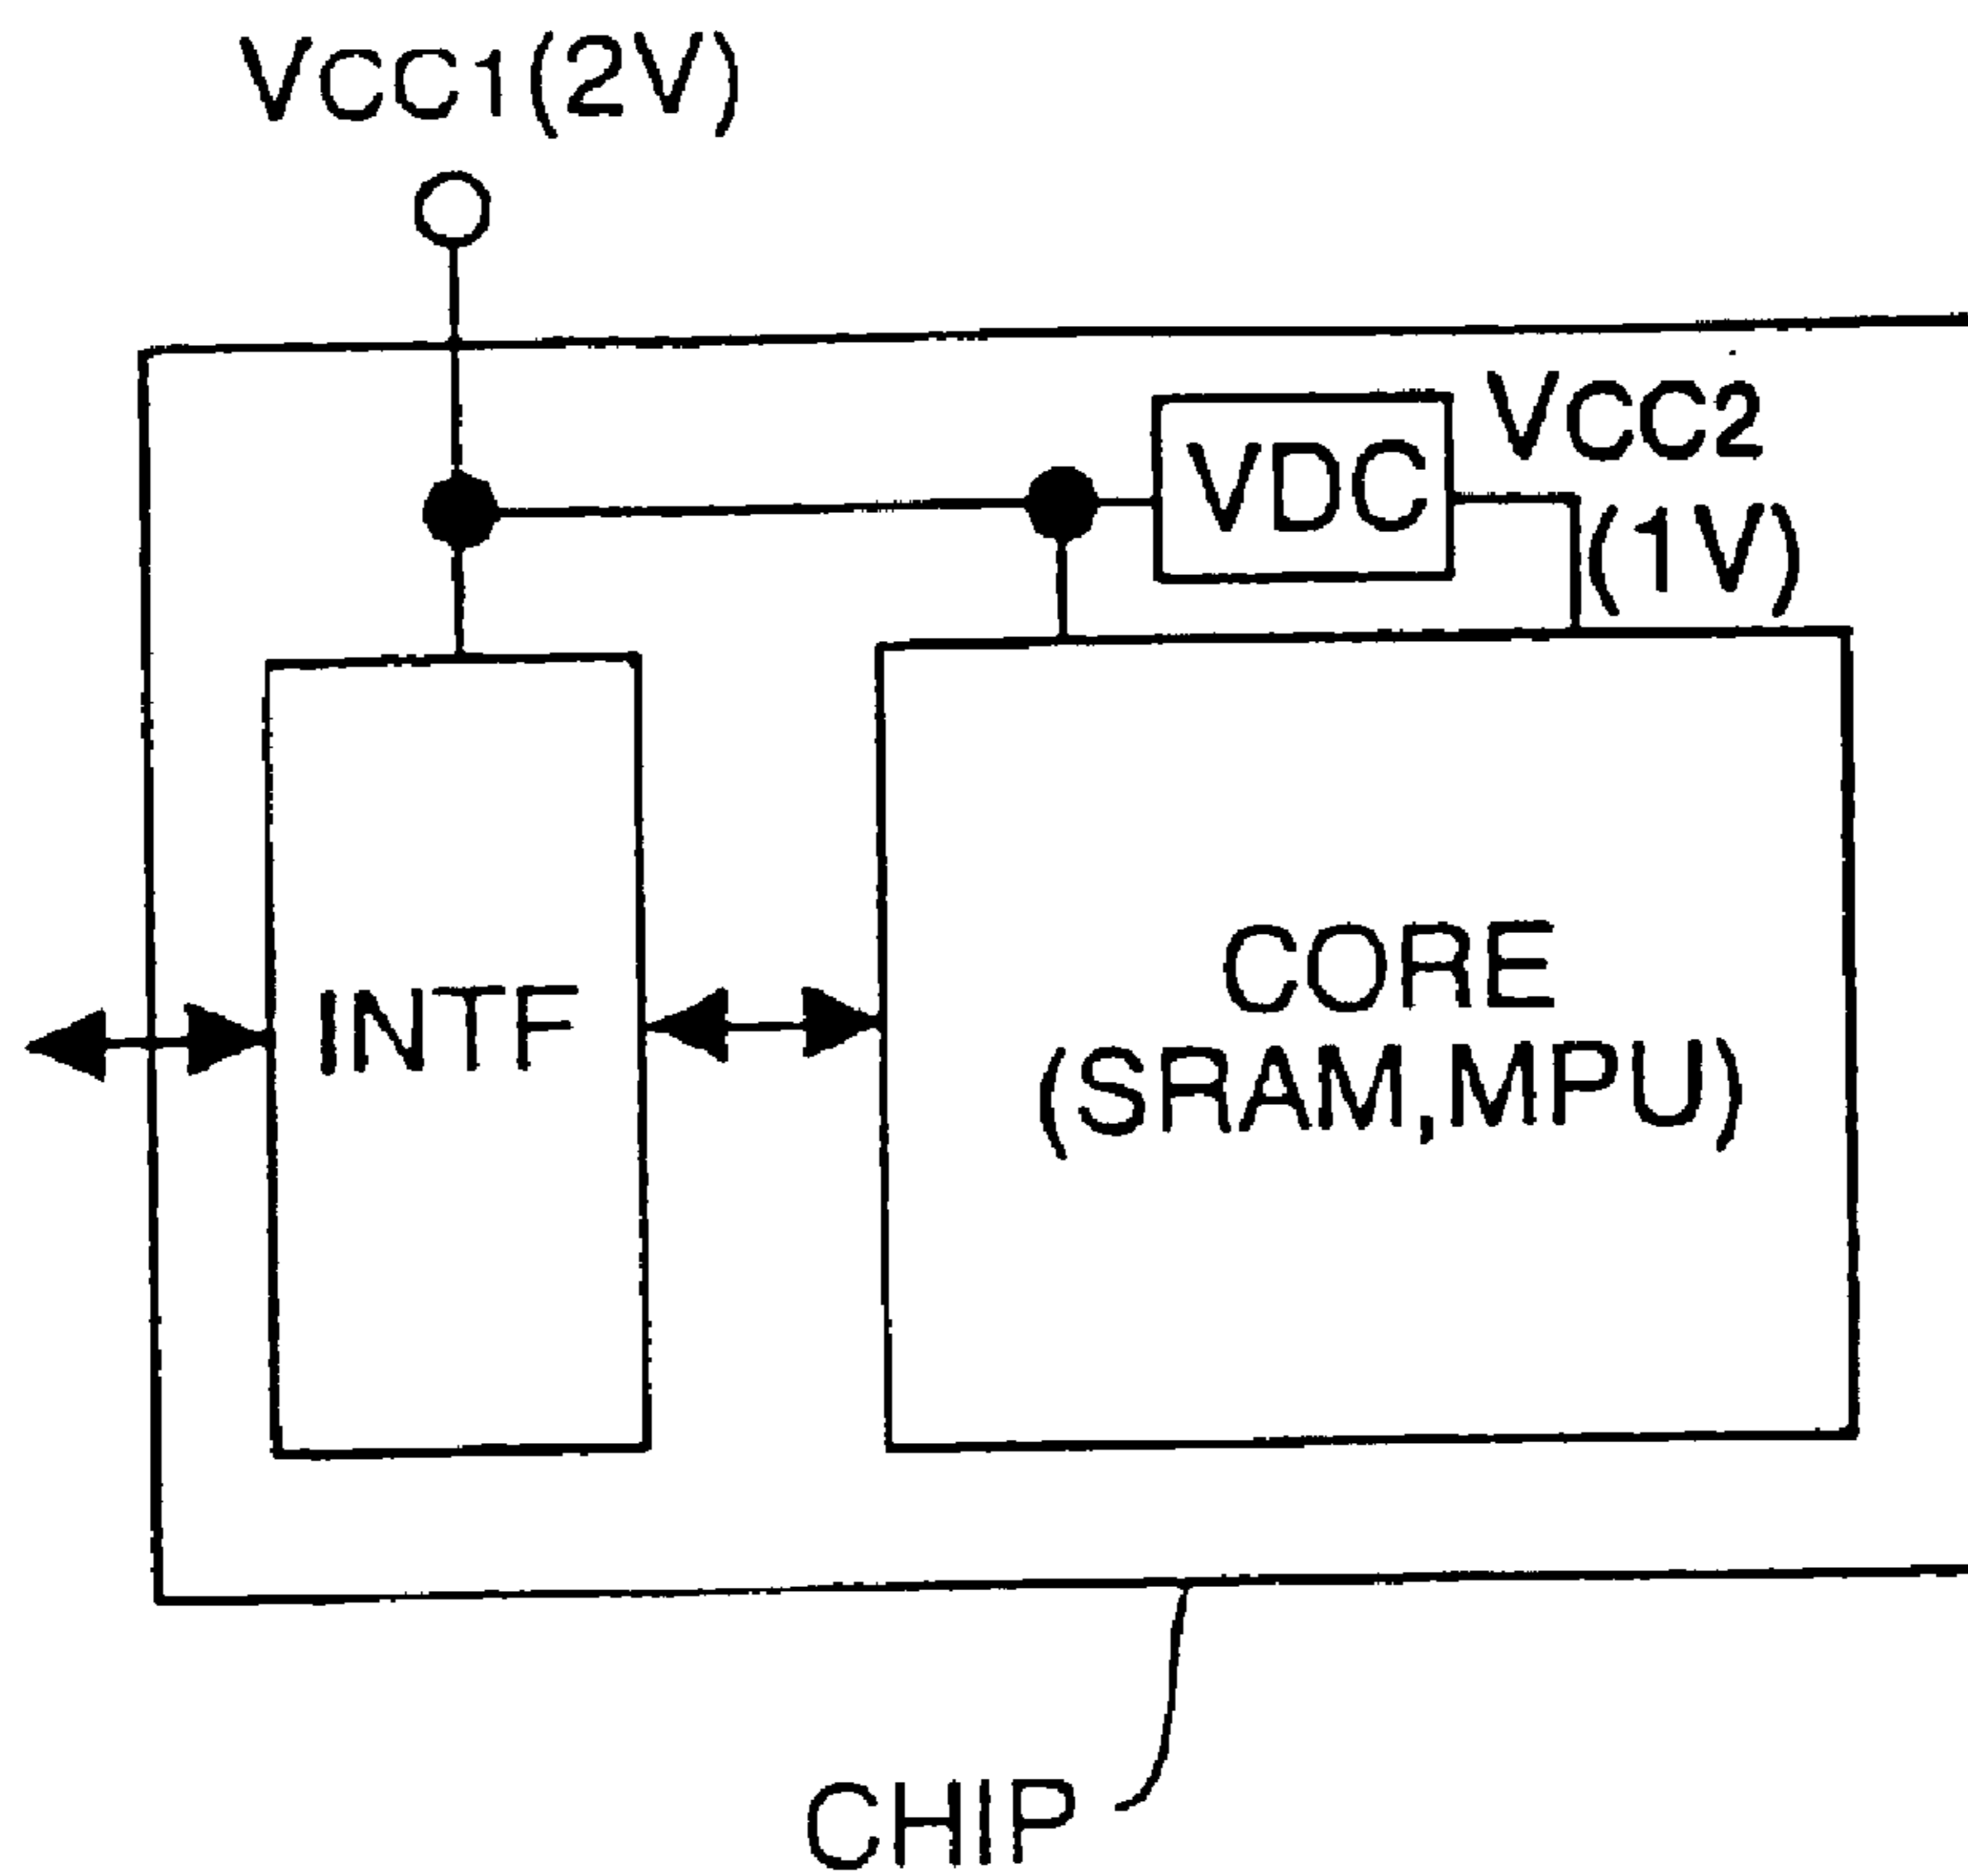 VCC1(2V)
VCC2
VDC
(1V)
INTF
CORE
(SRAM,MPU)
CHIP